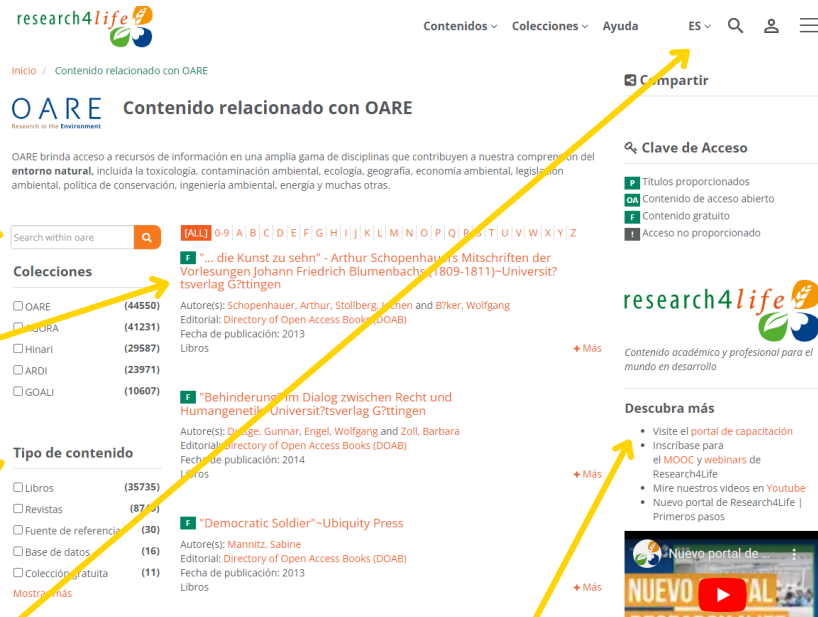 research4life
Contenidos Colecciones Ayuda ES
Inicio / Contenido relacionado con OARE
OARE
Research in the Environment
Contenido relacionado con OARE
OARE brinda acceso a recursos de información en una amplia gama de disciplinas que contribuyen a nuestra comprensión del
entorno natural, incluida la toxicología, contaminación ambiental, ecología, geografía, economía ambiental, legislación
ambiental, política de conservación, ingeniería ambiental, energía y muchas otras.
Search within oare
Colecciones
OARE (44550)
AGORA (41231)
Hinari (29587)
ARDI (23971)
GOALI (10607)
Tipo de contenido
Libros (35735)
Revistas
Fuente de referencia (30)
Base de datos (16)
Colección gratuita (11)
Mostrar más
[ALL] 0-9 A B C D E F G H I J K L M N O P Q R S T U V W X Y Z
F "... die Kunst zu sehn" - Arthur Schopenhauers Mitschriften der
Vorlesungen Johann Friedrich Blumenbachs (1809-1811)~Universit?
tsverlag G?ttingen
Autore(s): Schopenhauer, Arthur, Stollberg, Jochen and B?ker, Wolfgang
Editorial: Directory of Open Access Books (DOAB)
Fecha de publicación: 2013
Libros
+ Más
F "Behinderung" im Dialog zwischen Recht und
Humangenetik~Universit?tsverlag G?ttingen
Autore(s): Duttge, Gunnar, Engel, Wolfgang and Zoll, Barbara
Editorial: Directory of Open Access Books (DOAB)
Fecha de publicación: 2014
Libros
+ Más
F "Democratic Soldier"~Ubiquity Press
Autore(s): Mannitz, Sabine
Editorial: Directory of Open Access Books (DOAB)
Fecha de publicación: 2013
Libros
+ Más
Compartir
Clave de Acceso
P Títulos proporcionados
OA Contenido de acceso abierto
F Contenido gratuito
! Acceso no proporcionado
research4life
Contenido académico y profesional para el
mundo en desarrollo
Descubra más
Visite el portal de capacitación
Inscríbase para
el MOOC y webinars de
Research4Life
Mire nuestros videos en Youtube
Nuevo portal de Research4Life |
Primeros pasos
Nuevo portal de ...
NUEVO